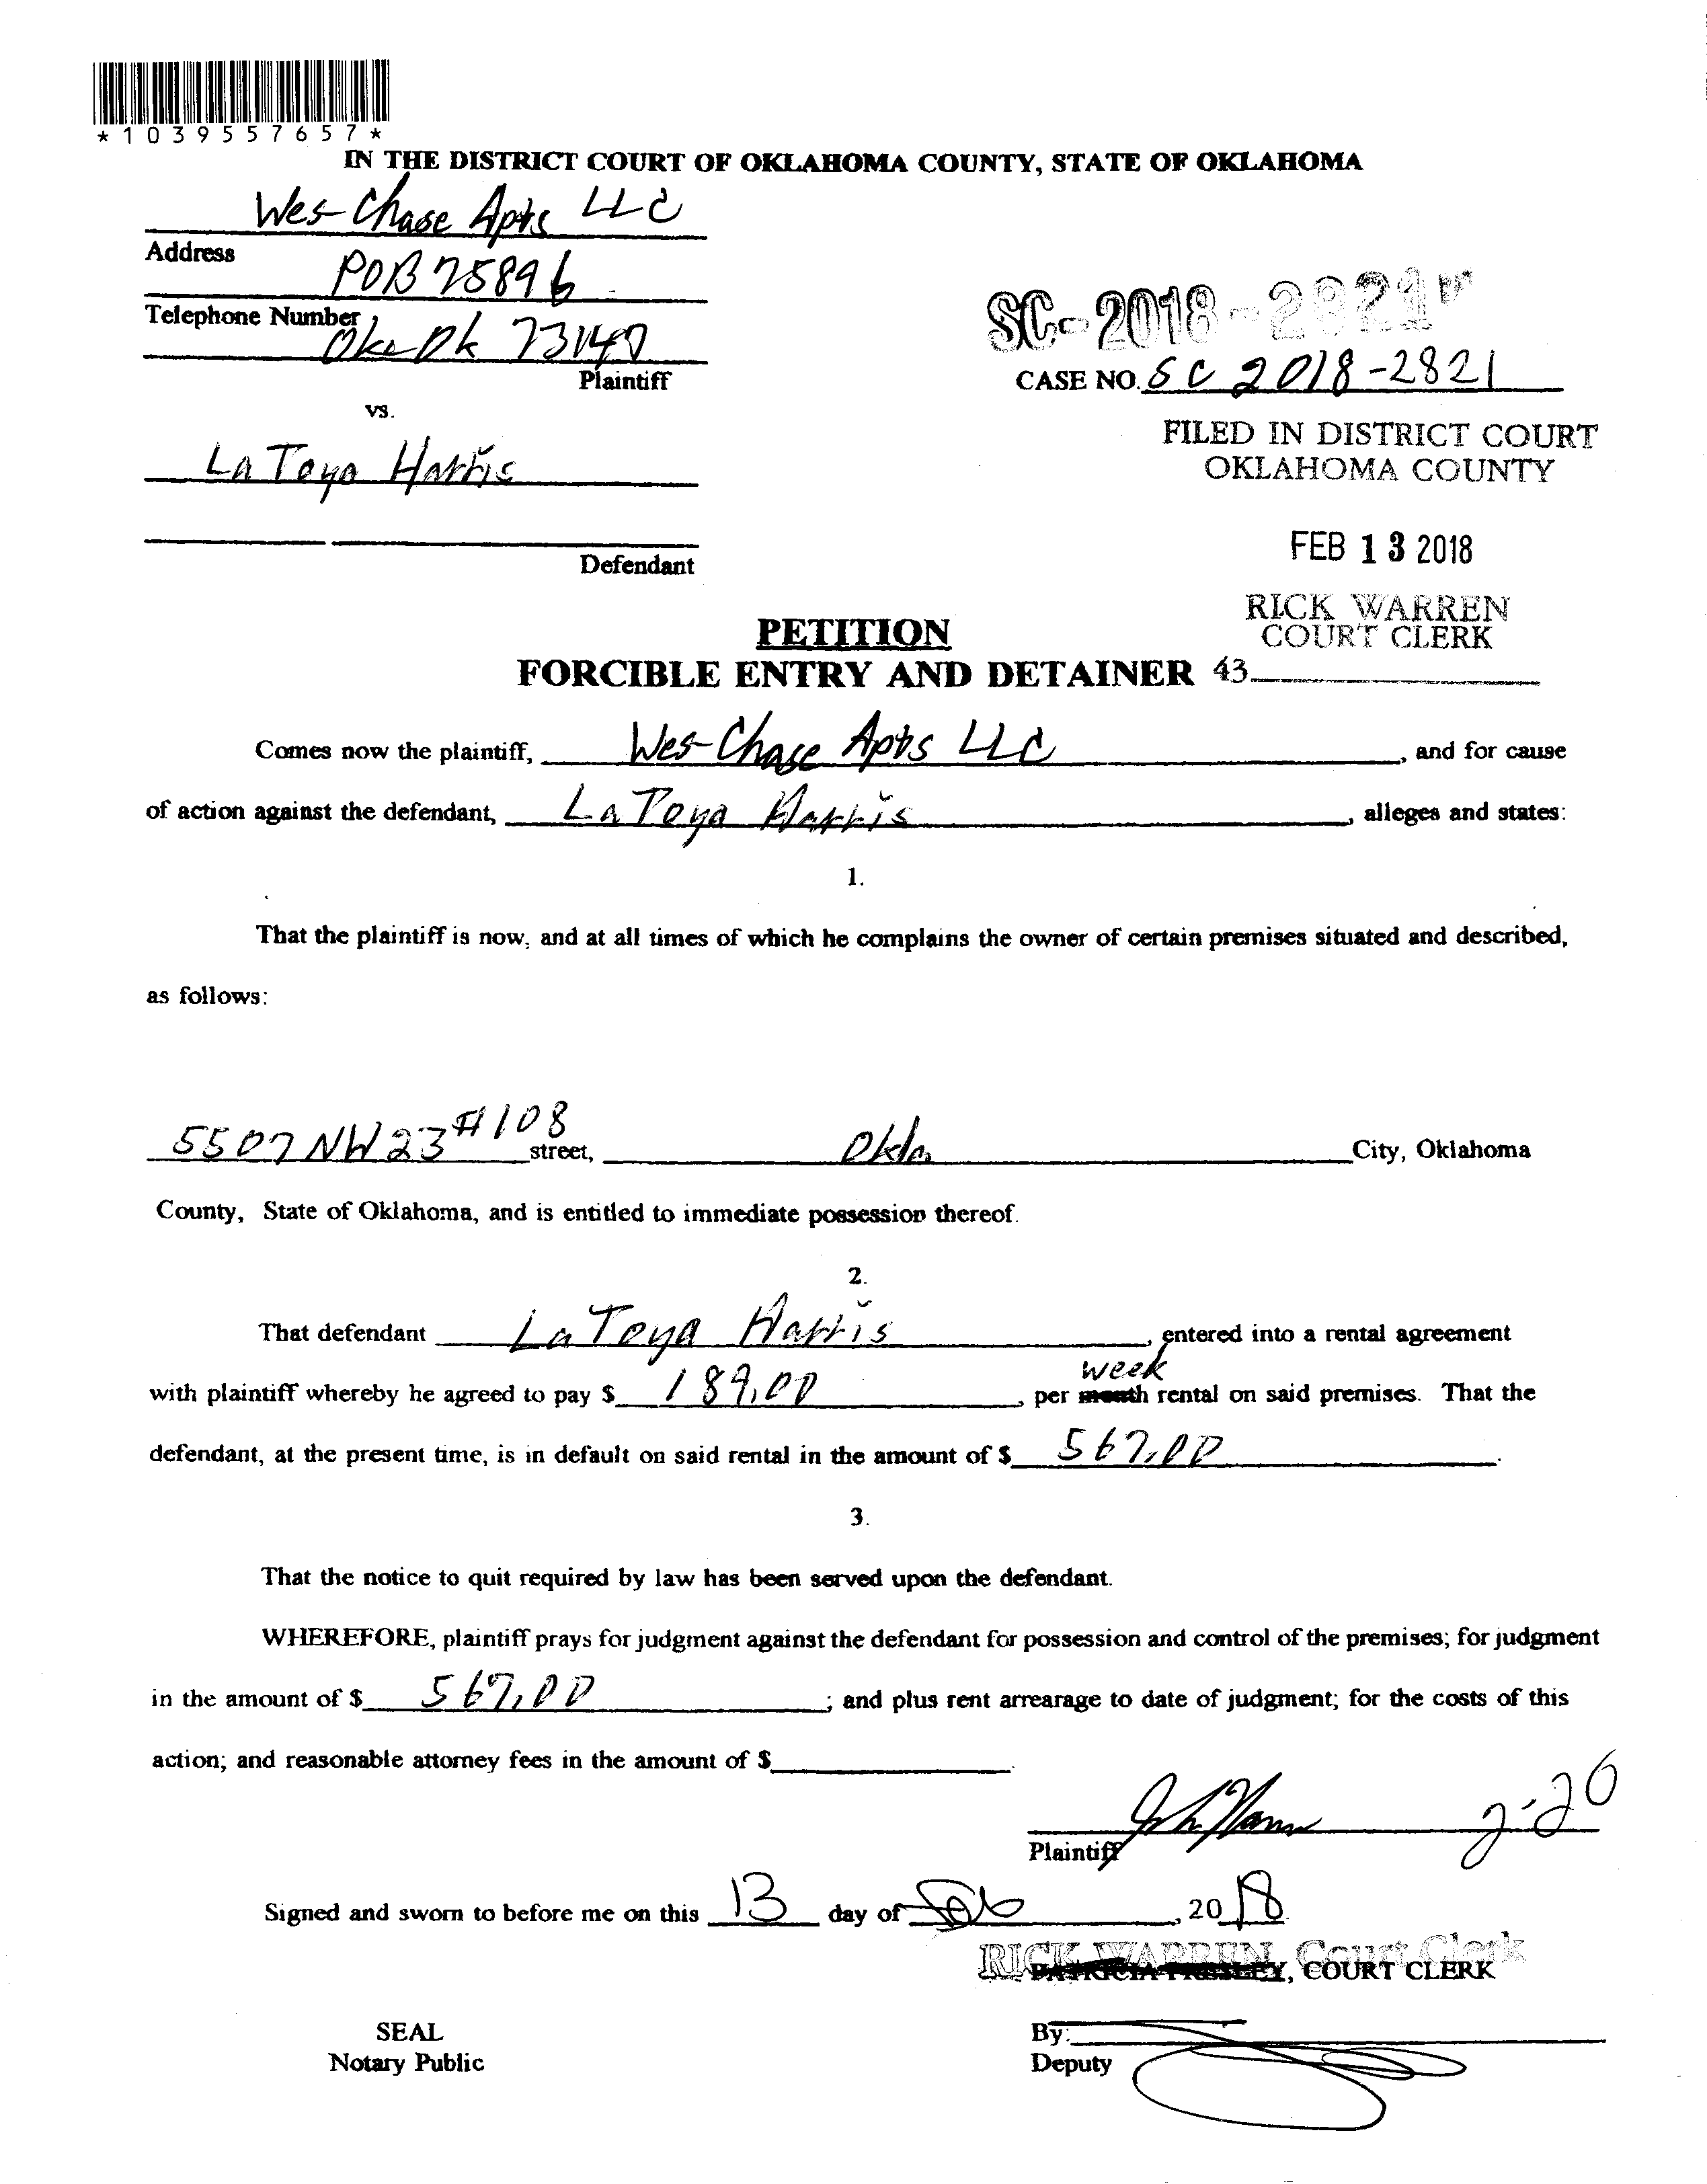 *1039557657*
IN THE DISTRICT COURT OF OKLAHOMA COUNTY, STATE OF OKLAHOMA
Wes-Chase Apts LLC
Address
POB 75896
Telephone Number
Okc Ok 73147
Plaintiff
SC-2018-2821
CASE NO. SC 2018-2821
vs.
FILED IN DISTRICT COURT
OKLAHOMA COUNTY
La Toya Harris
FEB 13 2018
Defendant
RICK WARREN
COURT CLERK
PETITION
FORCIBLE ENTRY AND DETAINER 43
Comes now the plaintiff, Wes-Chase Apts LLC, and for cause
of action against the defendant, La Toya Harris, alleges and states:
1.
That the plaintiff is now, and at all times of which he complains the owner of certain premises situated and described,
as follows:
5507 NW 23 #108 street, Okla City, Oklahoma
County, State of Oklahoma, and is entitled to immediate possession thereof.
2.
That defendant La Toya Harris, entered into a rental agreement
week
with plaintiff whereby he agreed to pay $ 189.00, per month rental on said premises. That the
defendant, at the present time, is in default on said rental in the amount of $ 567.00.
3.
That the notice to quit required by law has been served upon the defendant.
WHEREFORE, plaintiff prays for judgment against the defendant for possession and control of the premises; for judgment
in the amount of $ 567.00; and plus rent arrearage to date of judgment; for the costs of this
action; and reasonable attorney fees in the amount of $
2-20
Plaintiff
Signed and sworn to before me on this 13 day of Feb, 2018.
RICK WARREN, Court Clerk
PATRICIA PRESLEY, COURT CLERK
SEAL
Notary Public
By:
Deputy